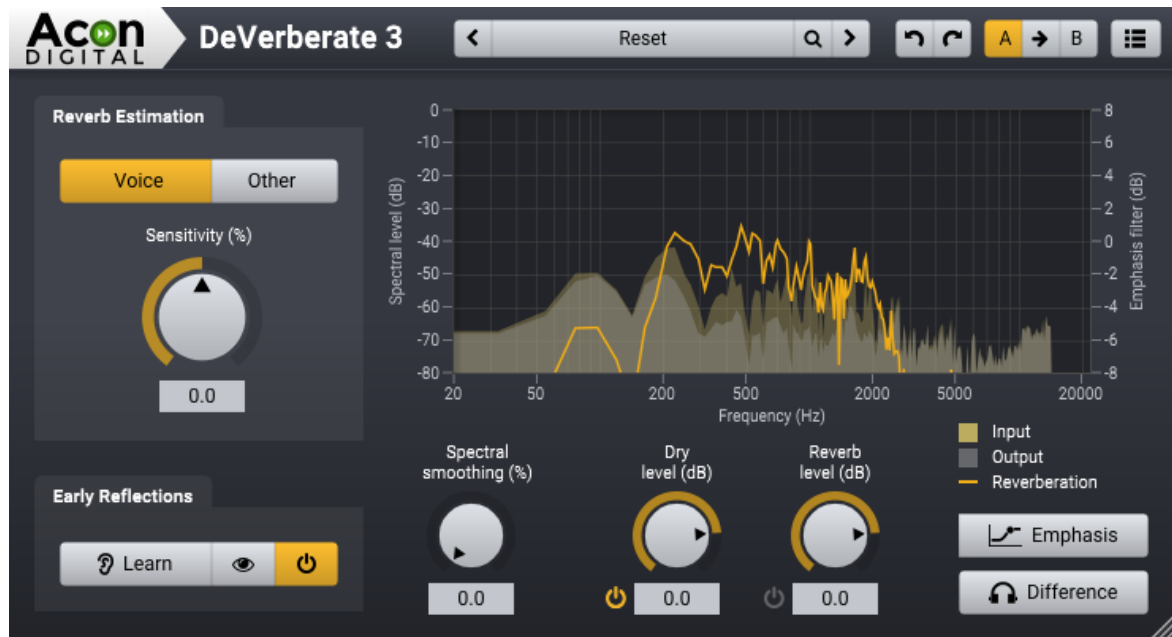 Acon
DIGITAL
DeVerberate 3
Reset
A
B
Reverb Estimation
Voice
Other
Sensitivity (%)
0.0
Early Reflections
Learn
Spectral level (dB)
0
-10
-20
-30
-40
-50
-60
-70
-80
20
50
200
500
2000
5000
20000
Frequency (Hz)
8
6
4
2
0
-2
-4
-6
-8
Emphasis filter (dB)
Spectral
smoothing (%)
0.0
Dry
level (dB)
0.0
Reverb
level (dB)
0.0
Input
Output
Reverberation
Emphasis
Difference